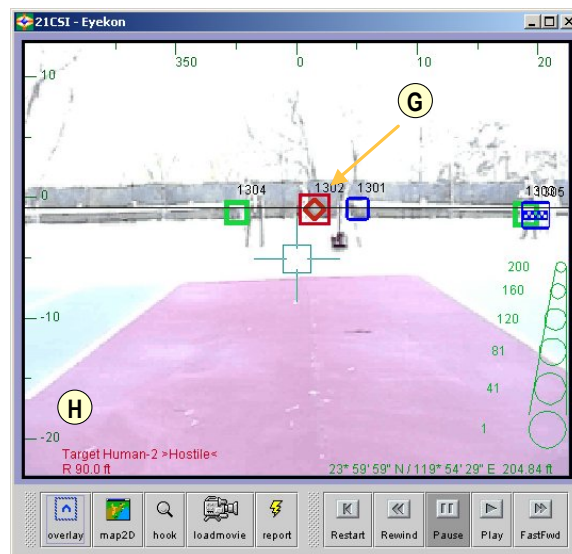 21CSI - Eyekon
350 0 10 20
10
G
1304 1302 1301
0
-10
200
160
120
81
41
1
H
-20
Target Human-2 >Hostile<
R 90.0 ft
23* 59' 59" N / 119* 54' 29" E 204.84 ft
overlay map2D hook loadmovie report Restart Rewind Pause Play FastFwd